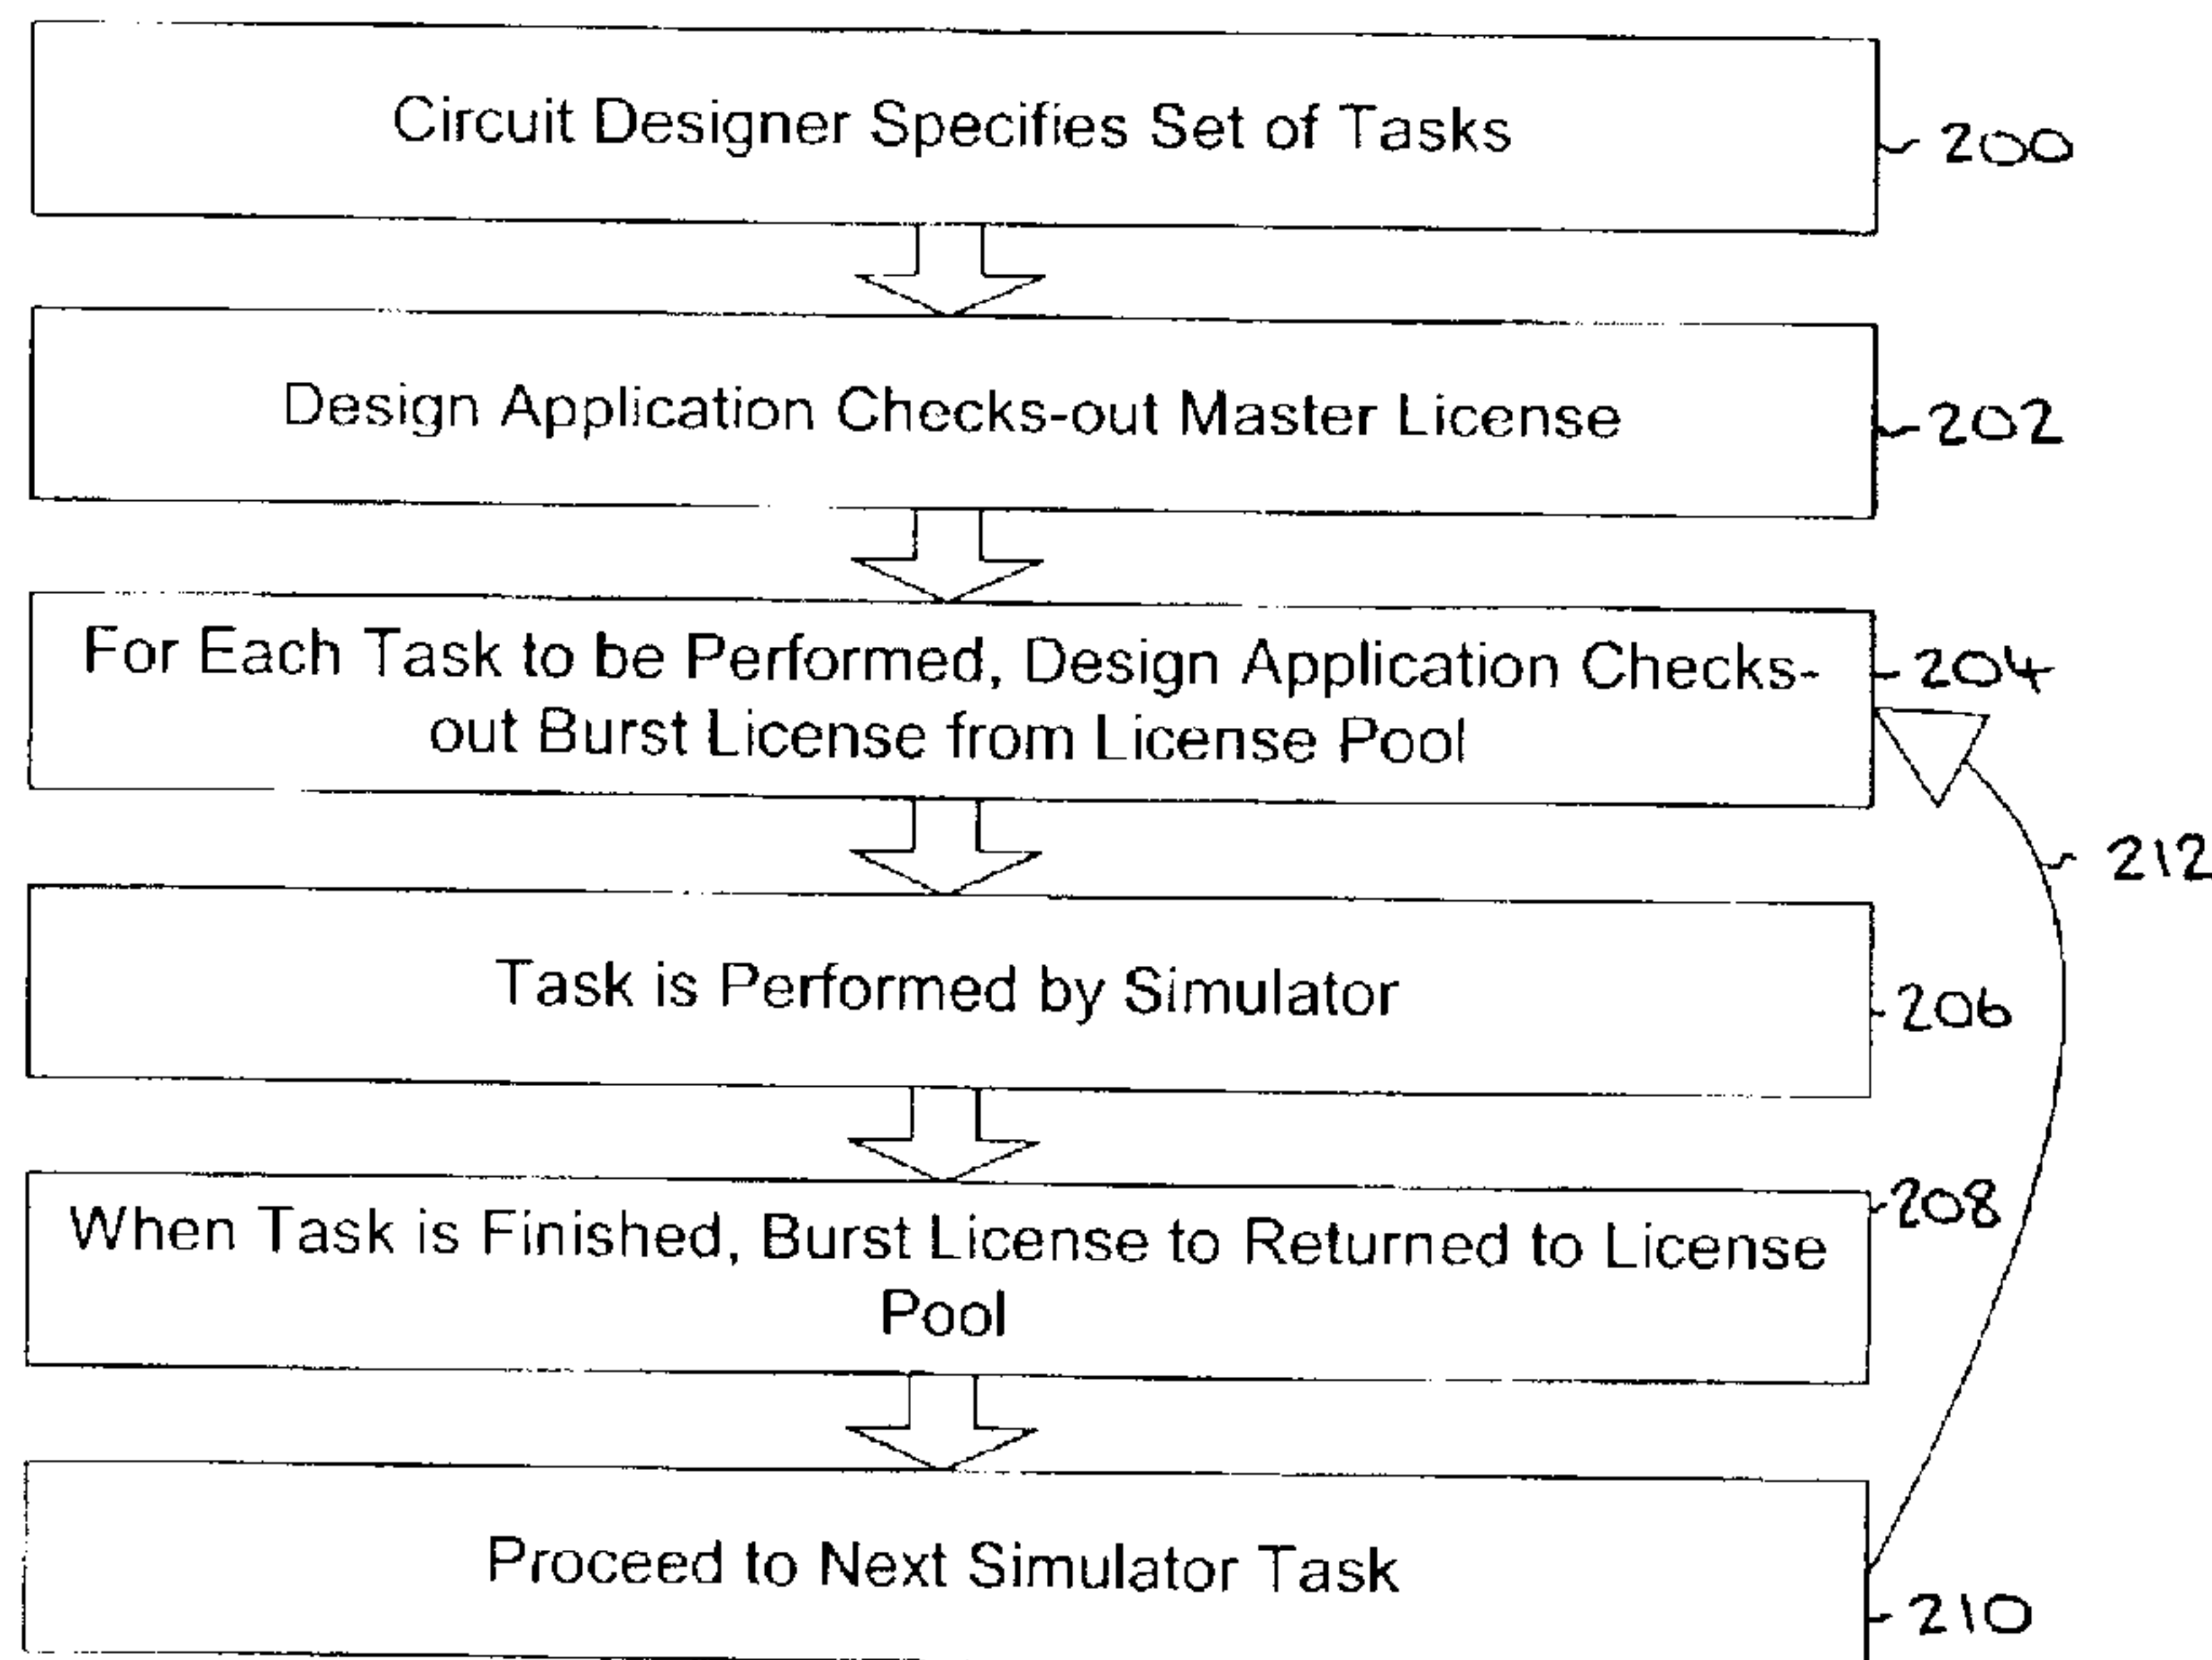 Circuit Designer Specifies Set of Tasks
200
Design Application Checks-out Master License
202
For Each Task to be Performed, Design Application Checks-
out Burst License from License Pool
204
212
Task is Performed by Simulator
206
When Task is Finished, Burst License to Returned to License
Pool
208
Proceed to Next Simulator Task
210